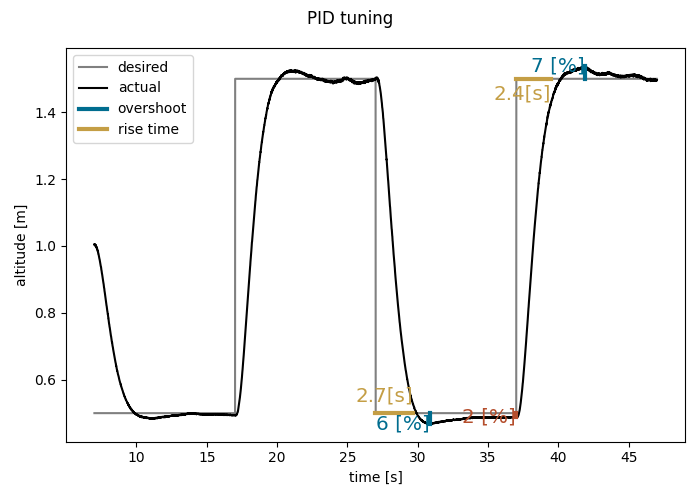 PID tuning
desired
actual
overshoot
rise time
7 [%]
2.4[s]
2.7[s]
6 [%]
2 [%]
altitude [m]
1.4
1.2
1.0
0.8
0.6
10 15 20 25 30 35 40 45
time [s]